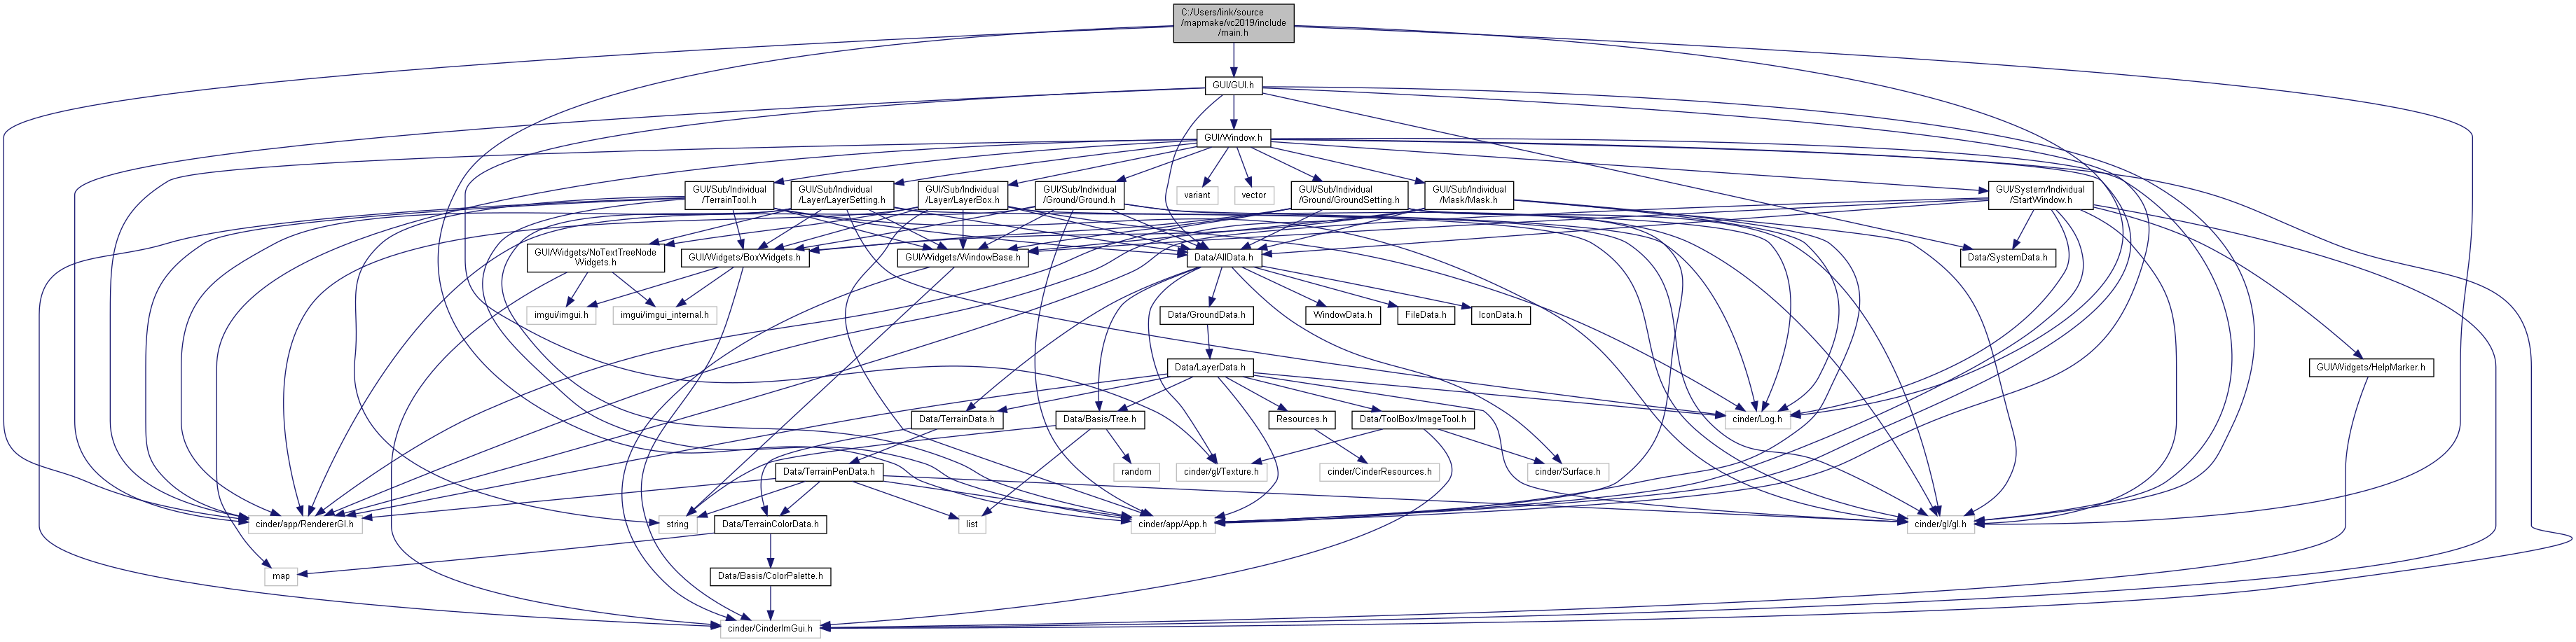 C:/Users/link/source
/mapmake/vc2019/include
/main.h
GUI/GUI.h
GUI/Window.h
GUI/Sub/Individual
/TerrainTool.h
GUI/Sub/Individual
/Layer/LayerSetting.h
GUI/Sub/Individual
/Layer/LayerBox.h
GUI/Sub/Individual
/Ground/Ground.h
variant
vector
GUI/Sub/Individual
/Ground/GroundSetting.h
GUI/Sub/Individual
/Mask/Mask.h
GUI/System/Individual
/StartWindow.h
GUI/Widgets/NoTextTreeNode
Widgets.h
GUI/Widgets/BoxWidgets.h
GUI/Widgets/WindowBase.h
Data/AllData.h
Data/SystemData.h
imgui/imgui.h
imgui/imgui_internal.h
Data/GroundData.h
WindowData.h
FileData.h
IconData.h
Data/LayerData.h
GUI/Widgets/HelpMarker.h
Data/TerrainData.h
Data/Basis/Tree.h
Resources.h
Data/ToolBox/ImageTool.h
cinder/Log.h
Data/TerrainPenData.h
random
cinder/gl/Texture.h
cinder/CinderResources.h
cinder/Surface.h
cinder/app/RendererGl.h
string
Data/TerrainColorData.h
list
cinder/app/App.h
cinder/gl/gl.h
map
Data/Basis/ColorPalette.h
cinder/CinderImGui.h